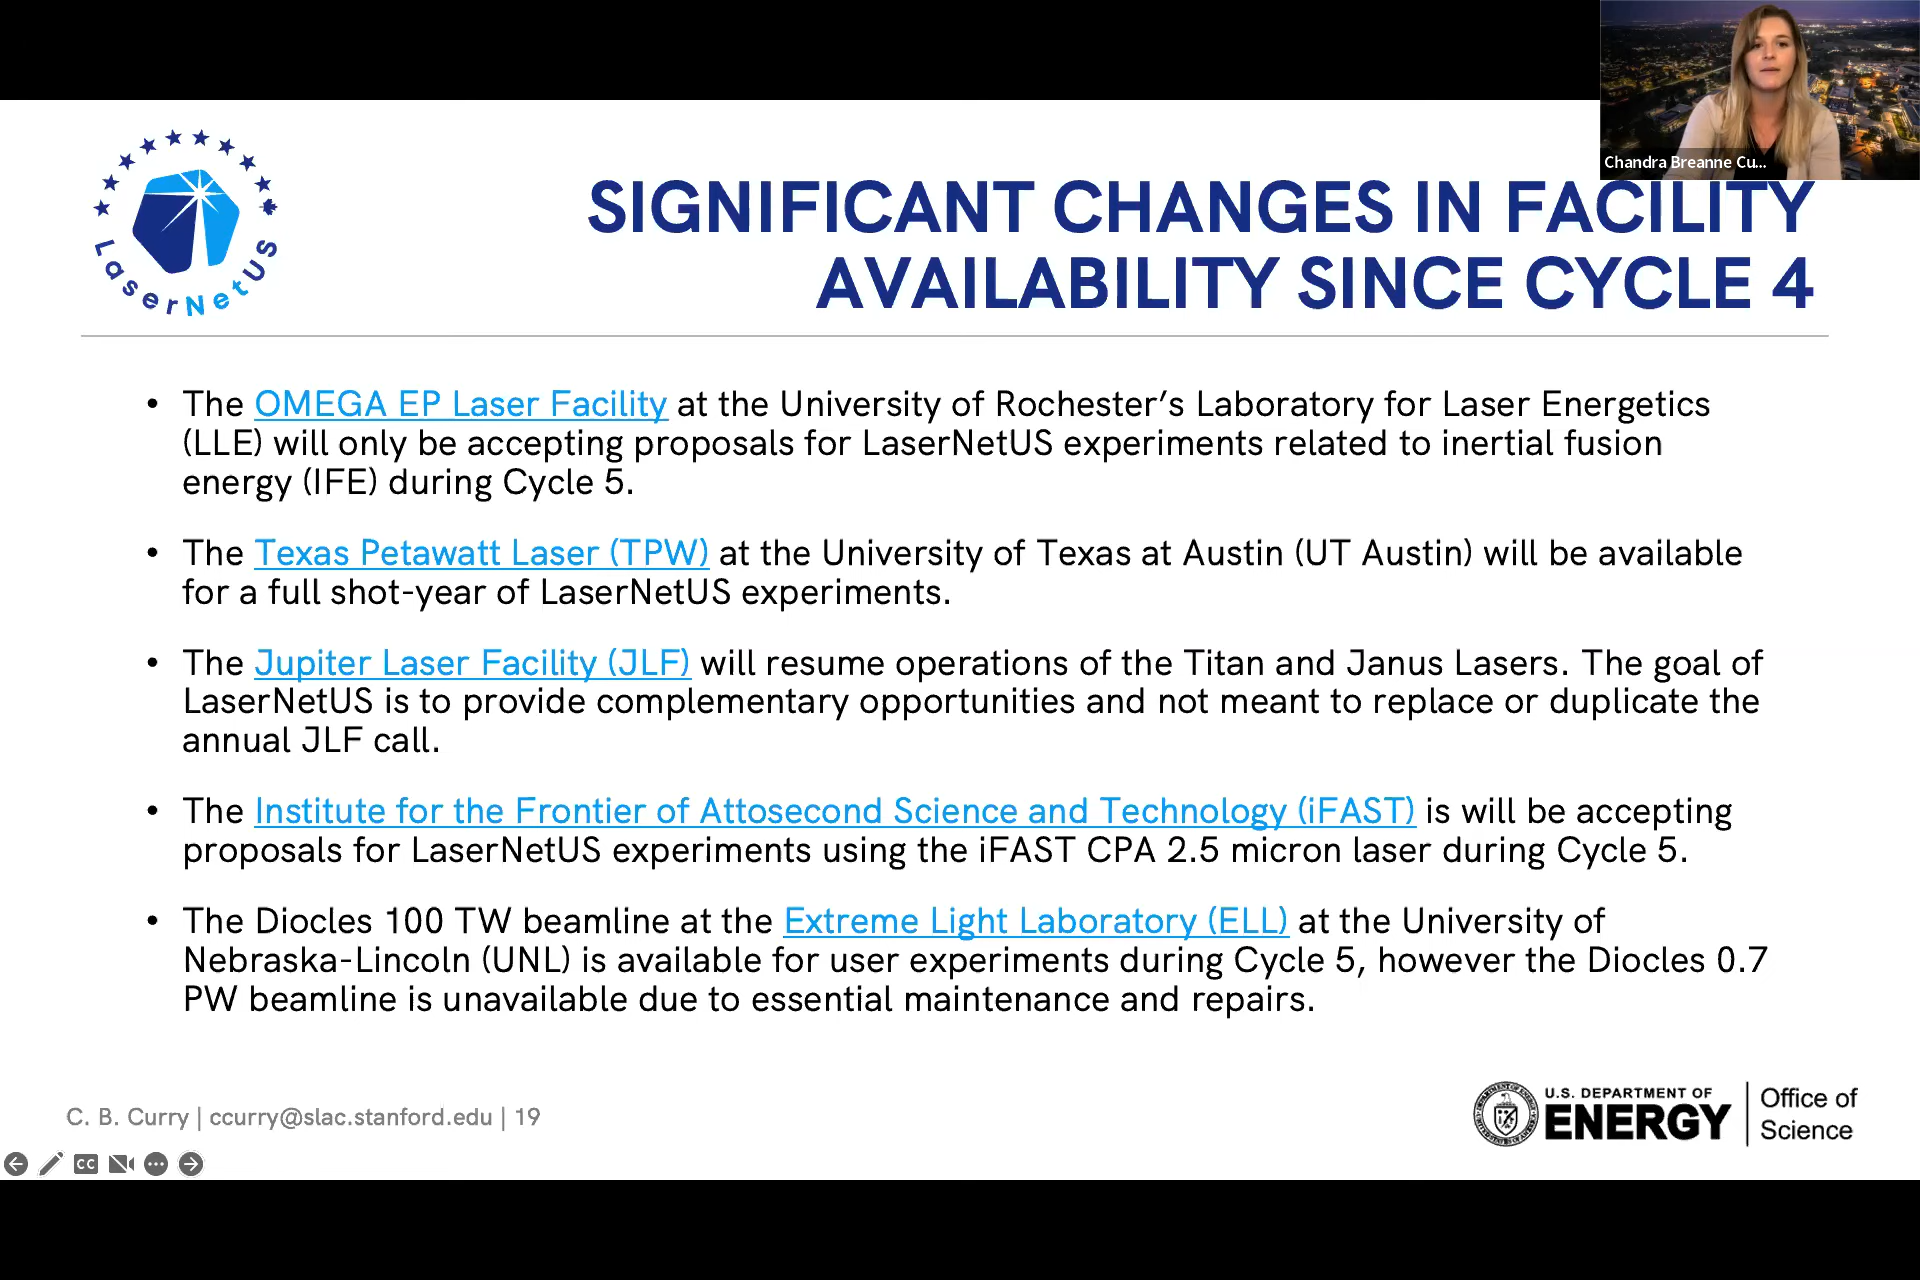 Chandra Breanne Cu...
LaserNetUS
SIGNIFICANT CHANGES IN FACILITY
AVAILABILITY SINCE CYCLE 4
• The OMEGA EP Laser Facility at the University of Rochester’s Laboratory for Laser Energetics
(LLE) will only be accepting proposals for LaserNetUS experiments related to inertial fusion
energy (IFE) during Cycle 5.
• The Texas Petawatt Laser (TPW) at the University of Texas at Austin (UT Austin) will be available
for a full shot-year of LaserNetUS experiments.
• The Jupiter Laser Facility (JLF) will resume operations of the Titan and Janus Lasers. The goal of
LaserNetUS is to provide complementary opportunities and not meant to replace or duplicate the
annual JLF call.
• The Institute for the Frontier of Attosecond Science and Technology (iFAST) is will be accepting
proposals for LaserNetUS experiments using the iFAST CPA 2.5 micron laser during Cycle 5.
• The Diocles 100 TW beamline at the Extreme Light Laboratory (ELL) at the University of
Nebraska-Lincoln (UNL) is available for user experiments during Cycle 5, however the Diocles 0.7
PW beamline is unavailable due to essential maintenance and repairs.
C. B. Curry | ccurry@slac.stanford.edu | 19
U.S. DEPARTMENT OF
ENERGY
Office of
Science
CC